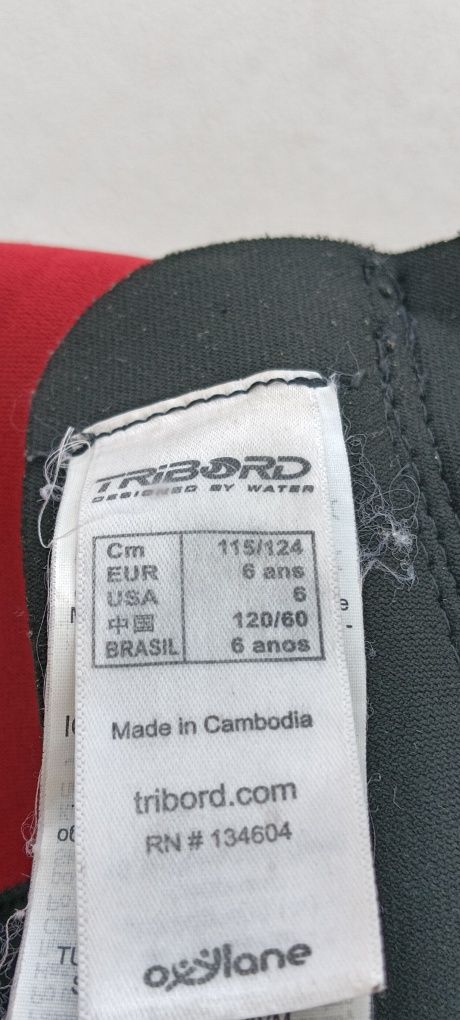 TRIBORD
DESIGNED BY WATER
Cm 115/124
EUR 6 ans
USA 6
中国 120/60
BRASIL 6 anos
Made in Cambodia
tribord.com
RN # 134604
oxylane